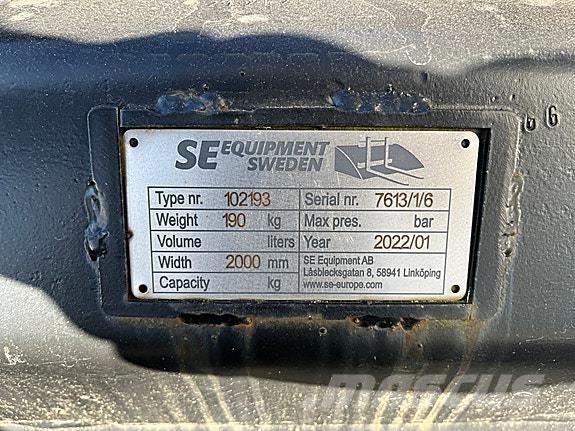 SE EQUIPMENT SWEDEN
Type nr. 102193 Serial nr. 7613/1/6
Weight 190 kg Max pres. bar
Volume liters Year 2022/01
Width 2000 mm SE Equipment AB
Låsblecksgatan 8, 58941 Linköping
Capacity kg www.se-europe.com
66
MASCUS